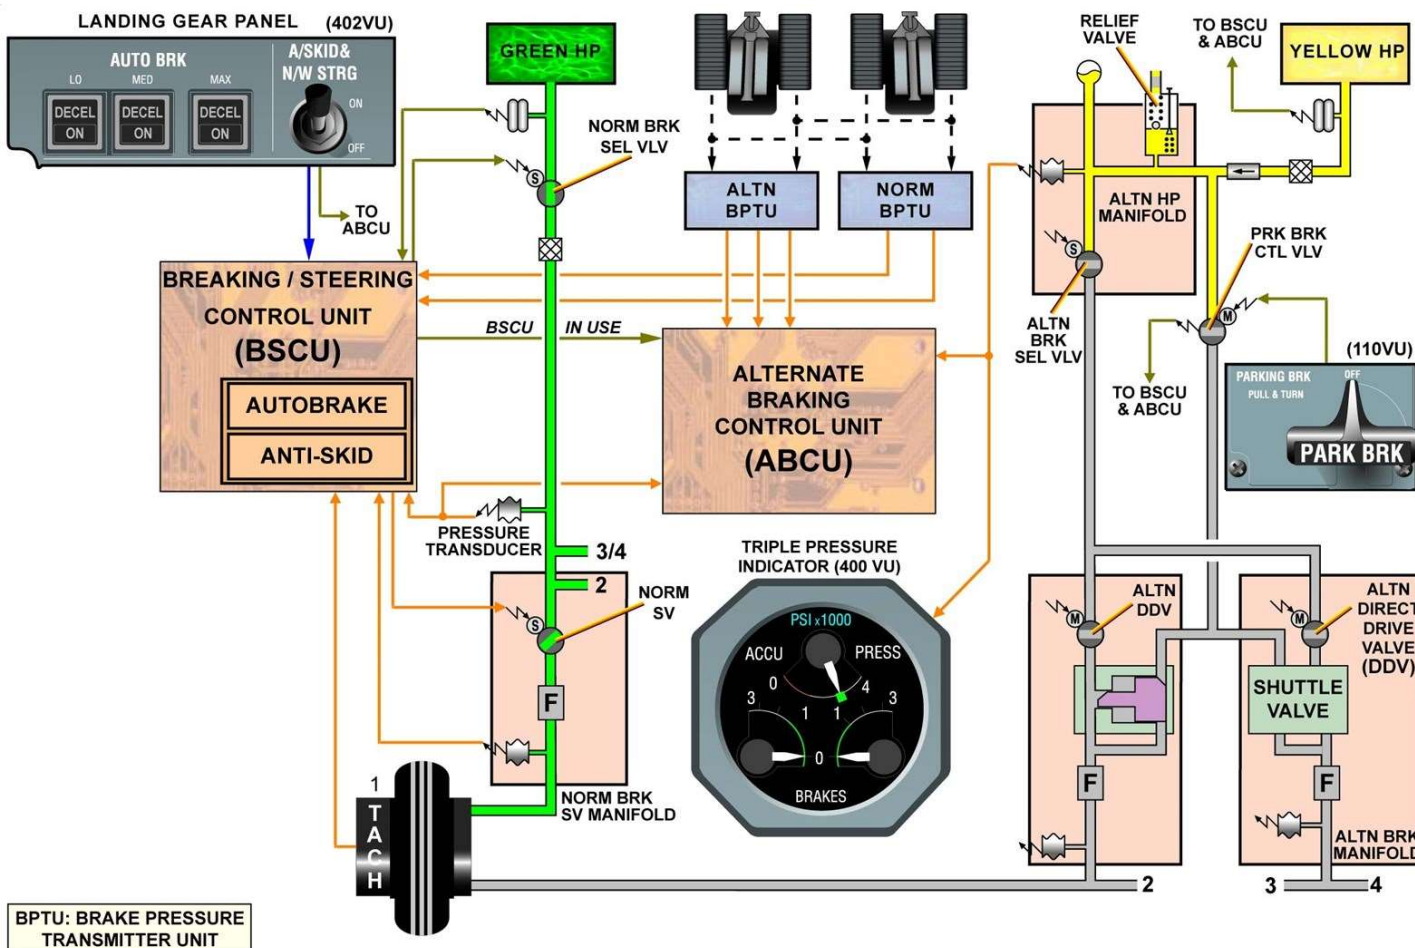 LANDING GEAR PANEL (402VU)
AUTO BRK
LO MED MAX
DECEL
ON
DECEL
ON
DECEL
ON
A/SKID&
N/W STRG
ON
OFF
TO
ABCU
GREEN HP
NORM BRK
SEL VLV
ALTN
BPTU
NORM
BPTU
RELIEF
VALVE
TO BSCU
& ABCU
YELLOW HP
ALTN HP
MANIFOLD
S
S
PRK BRK
CTL VLV
M
ALTN
BRK
SEL VLV
TO BSCU
& ABCU
(110VU)
PARKING BRK
PULL & TURN
OFF
PARK BRK
BREAKING / STEERING
CONTROL UNIT
(BSCU)
AUTOBRAKE
ANTI-SKID
BSCU IN USE
ALTERNATE
BRAKING
CONTROL UNIT
(ABCU)
PRESSURE
TRANSDUCER
3/4
2
NORM
SV
S
F
NORM BRK
SV MANIFOLD
TRIPLE PRESSURE
INDICATOR (400 VU)
PSI x1000
ACCU PRESS
0 4
3 1 1 3
0
BRAKES
ALTN
DDV
M
F
2
ALTN
DIRECT
DRIVE
VALVE
(DDV)
M
SHUTTLE
VALVE
F
ALTN BRK
MANIFOLD
3 4
1
TACH
BPTU: BRAKE PRESSURE
TRANSMITTER UNIT